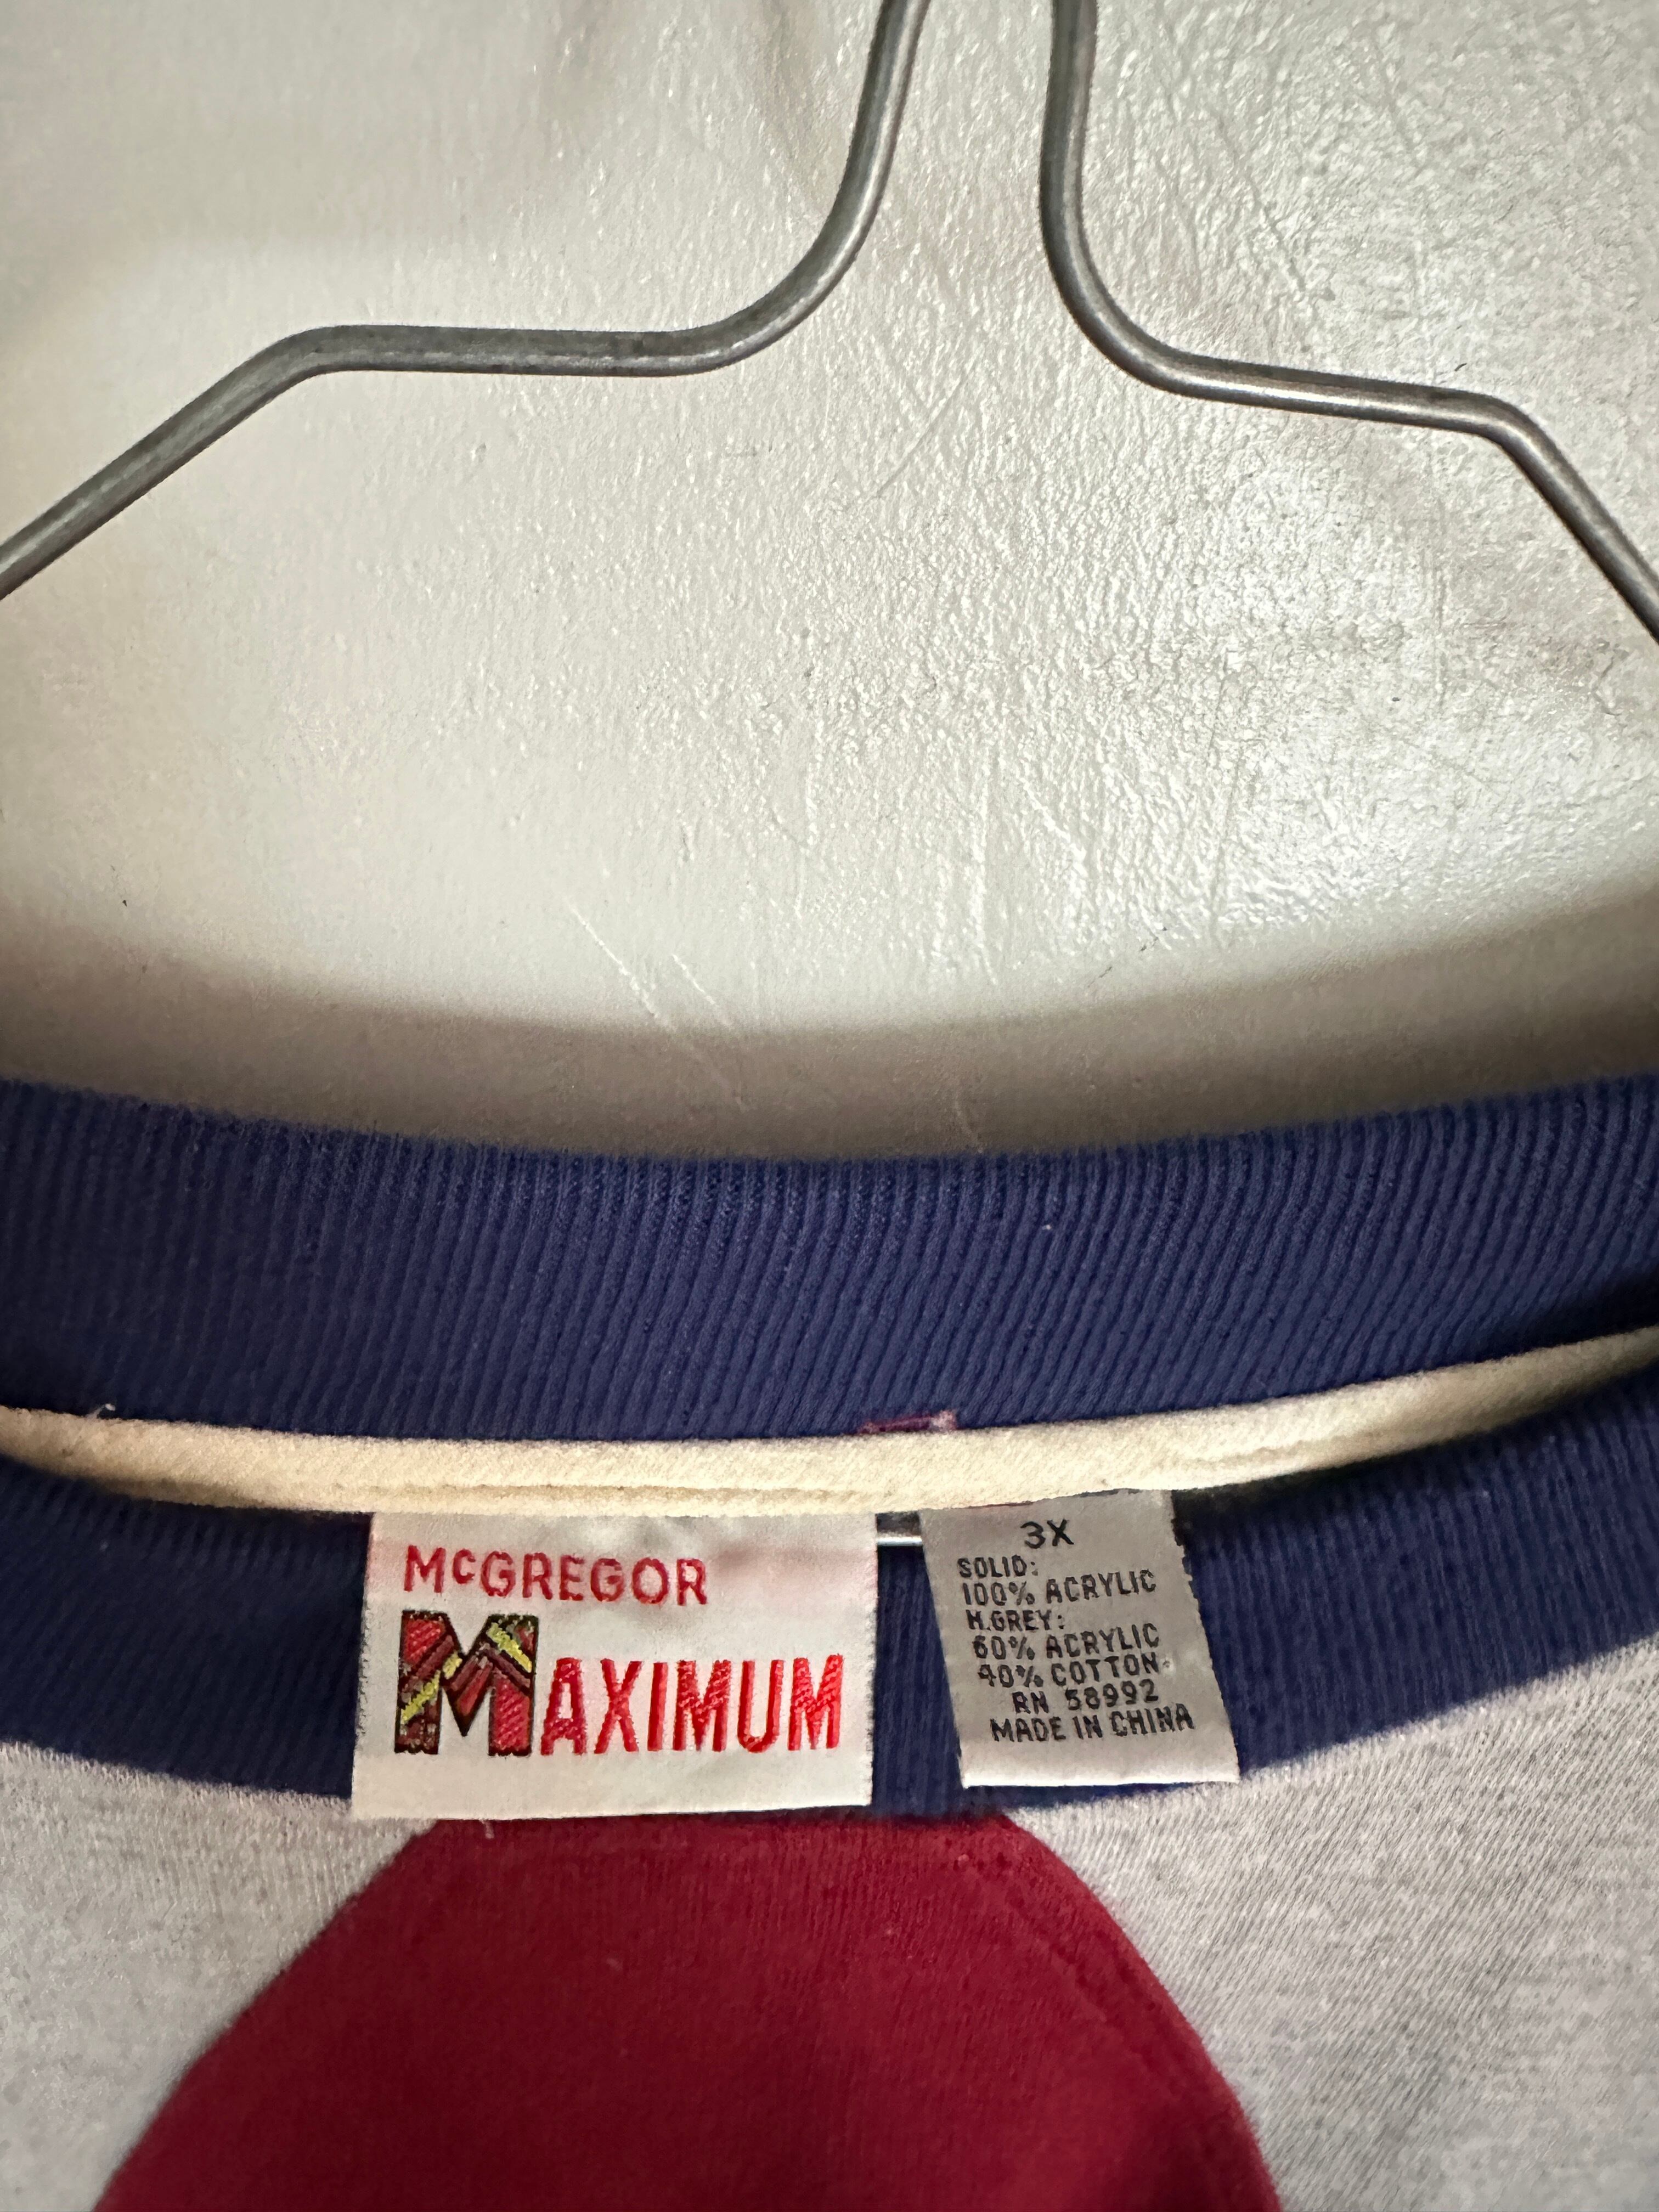 McGREGOR
MAXIMUM
3X
SOLID:
100% ACRYLIC
H.GREY:
60% ACRYLIC
40% COTTON
RN 58992
MADE IN CHINA